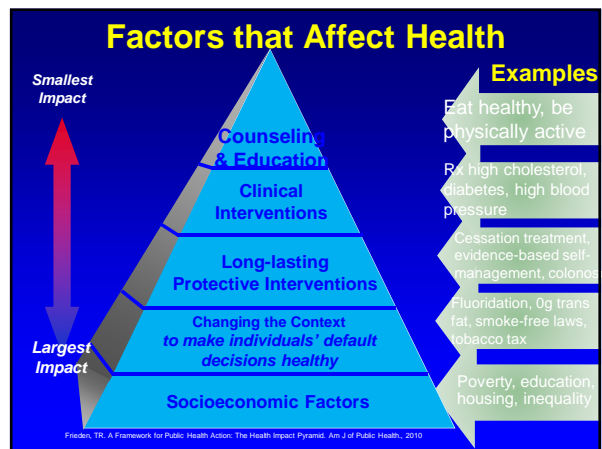 Factors that Affect Health
Smallest
Impact
Examples
Counseling
& Education
Eat healthy, be
physically active
Clinical
Interventions
Rx high cholesterol,
diabetes, high blood
pressure
Long-lasting
Protective Interventions
Cessation treatment,
evidence-based self-
management, colonos
Changing the Context
to make individuals' default
decisions healthy
Fluoridation, 0g trans
fat, smoke-free laws,
tobacco tax
Largest
Impact
Socioeconomic Factors
Poverty, education,
housing, inequality
Frieden, TR. A Framework for Public Health Action: The Health Impact Pyramid. Am J of Public Health., 2010